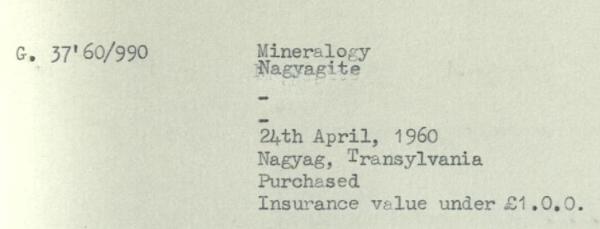 G. 37'60/990 Mineralogy
Nagyagite
-
-
24th April, 1960
Nagyag, Transylvania
Purchased
Insurance value under £1.0.0.